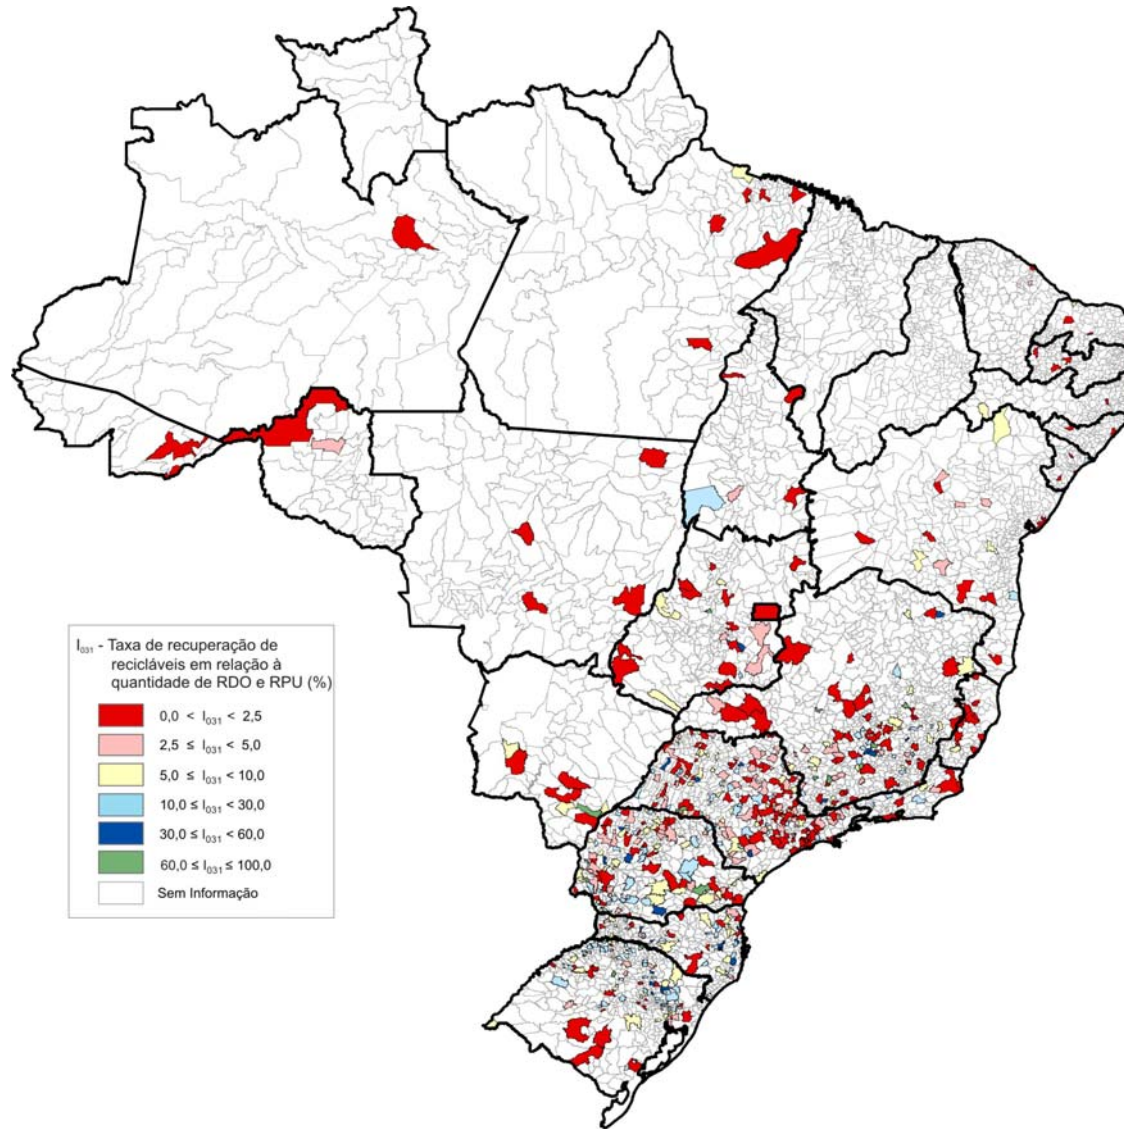 I₀₃₁ - Taxa de recuperação de
recicláveis em relação à
quantidade de RDO e RPU (%)
0,0 < I₀₃₁ < 2,5
2,5 ≤ I₀₃₁ < 5,0
5,0 ≤ I₀₃₁ < 10,0
10,0 ≤ I₀₃₁ < 30,0
30,0 ≤ I₀₃₁ < 60,0
60,0 ≤ I₀₃₁ ≤ 100,0
Sem Informação